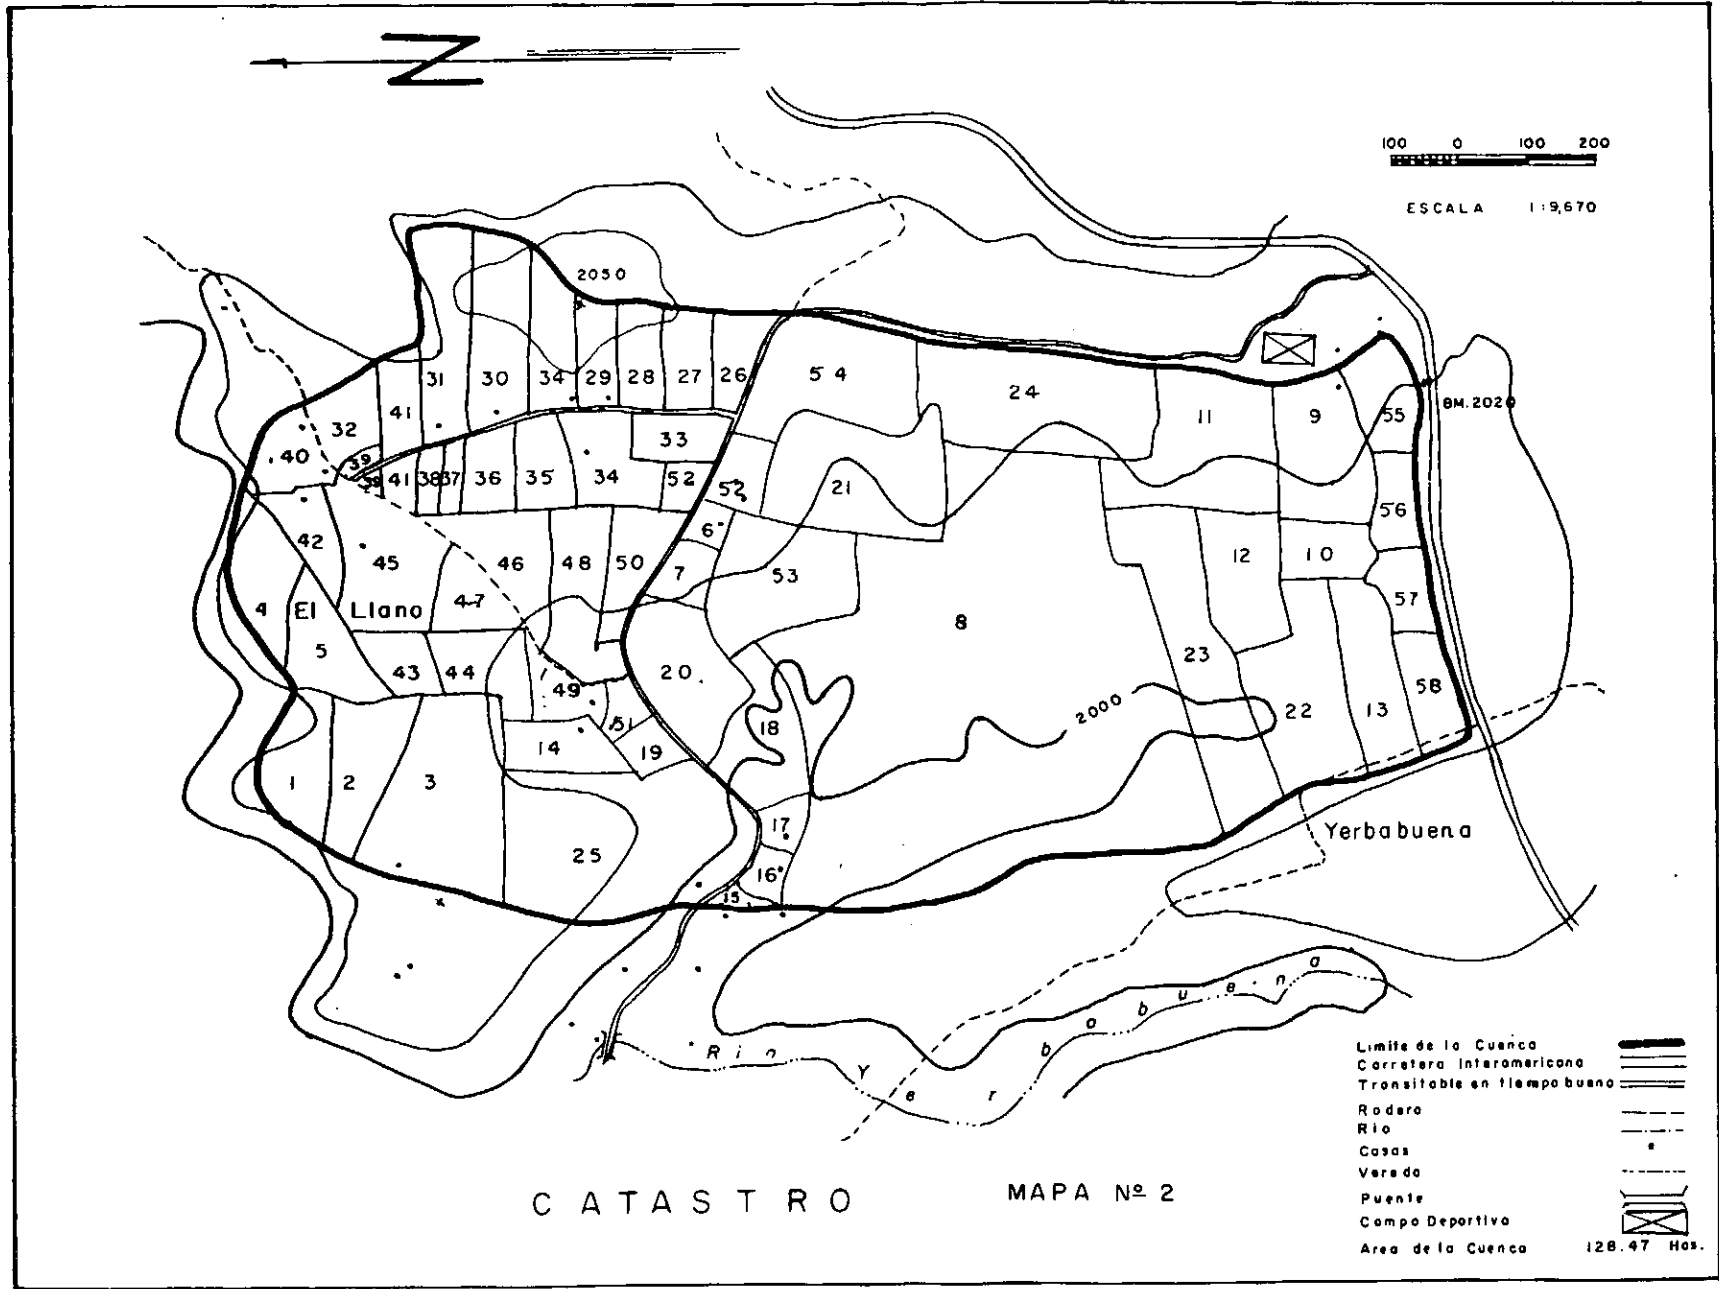 N
100 0 100 200
ESCALA 1:9,670
2050
BM.2020
31 30 34 29 28 27 26 54 24 11 9 55
32 41
40 39 59 41 38 37 36 35 34 33 52 52 21 56
42 45 46 48 50 6 7 53 12 10 57
4 El Llano 47 8
5 43 44 49 20 23 58
51 18 2000 22 13
14 19
1 2 3
25 17 Yerbabuena
16
15
Rio Yerbabuena
Limite de la Cuenca
Carretera Interamericana
Transitable en tiempo bueno
Rodera
Rio
Casas
Vereda
Puente
Campo Deportivo
Area de la Cuenca 128.47 Has.
CATASTRO MAPA Nº 2